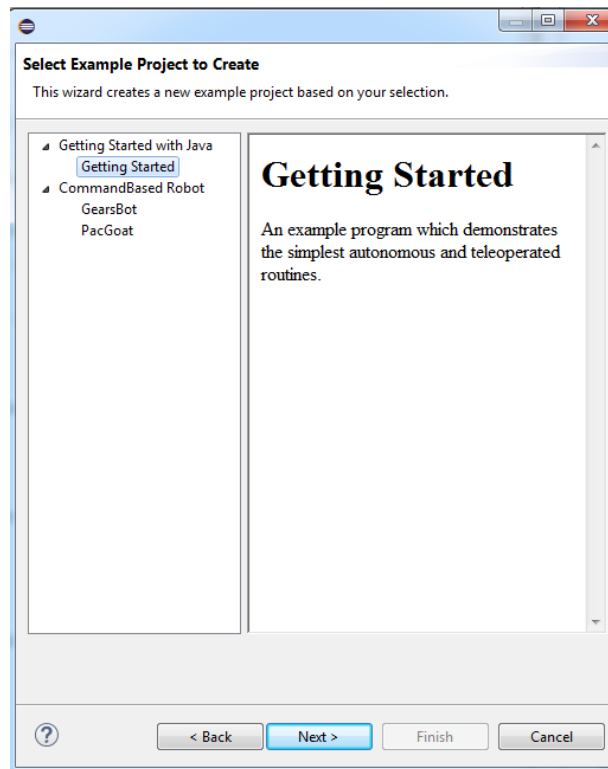 Select Example Project to Create
This wizard creates a new example project based on your selection.
Getting Started with Java
Getting Started
CommandBased Robot
GearsBot
PacGoat
Getting Started
An example program which demonstrates
the simplest autonomous and teleoperated
routines.
? < Back Next > Finish Cancel